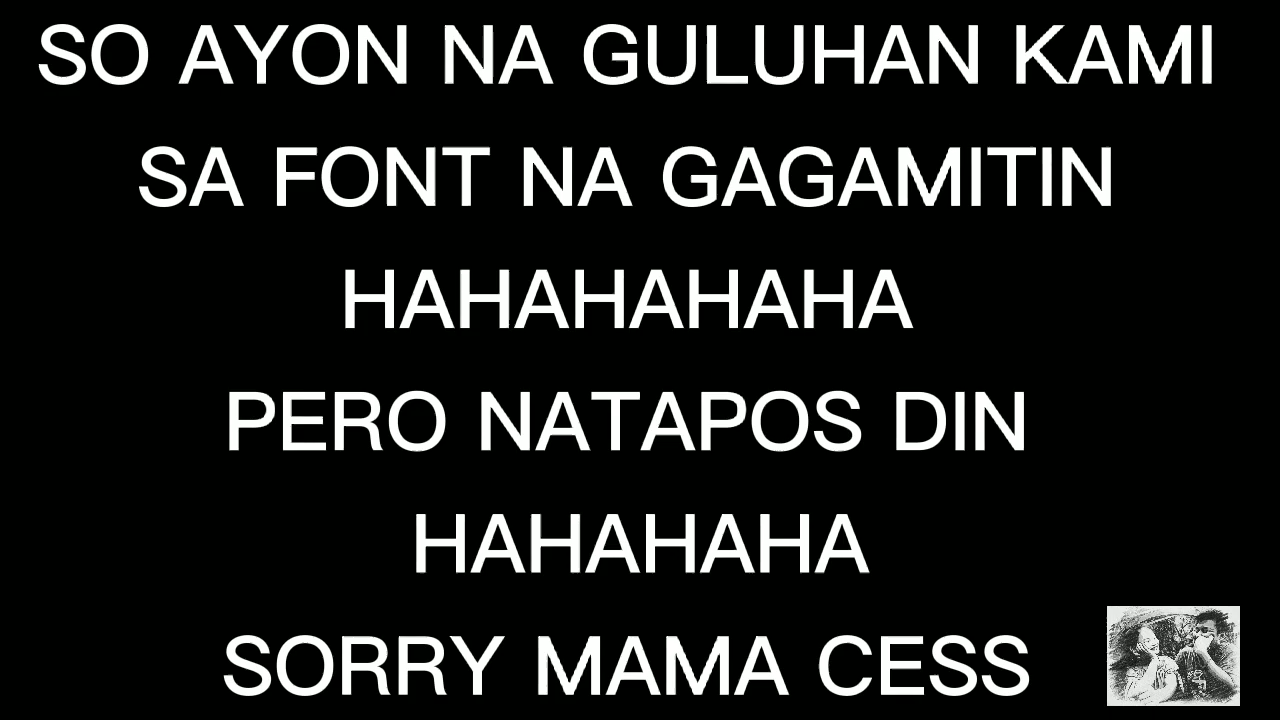 SO AYON NA GULUHAN KAMI
SA FONT NA GAGAMITIN
HAHAHAHAHA
PERO NATAPOS DIN
HAHAHAHA
SORRY MAMA CESS